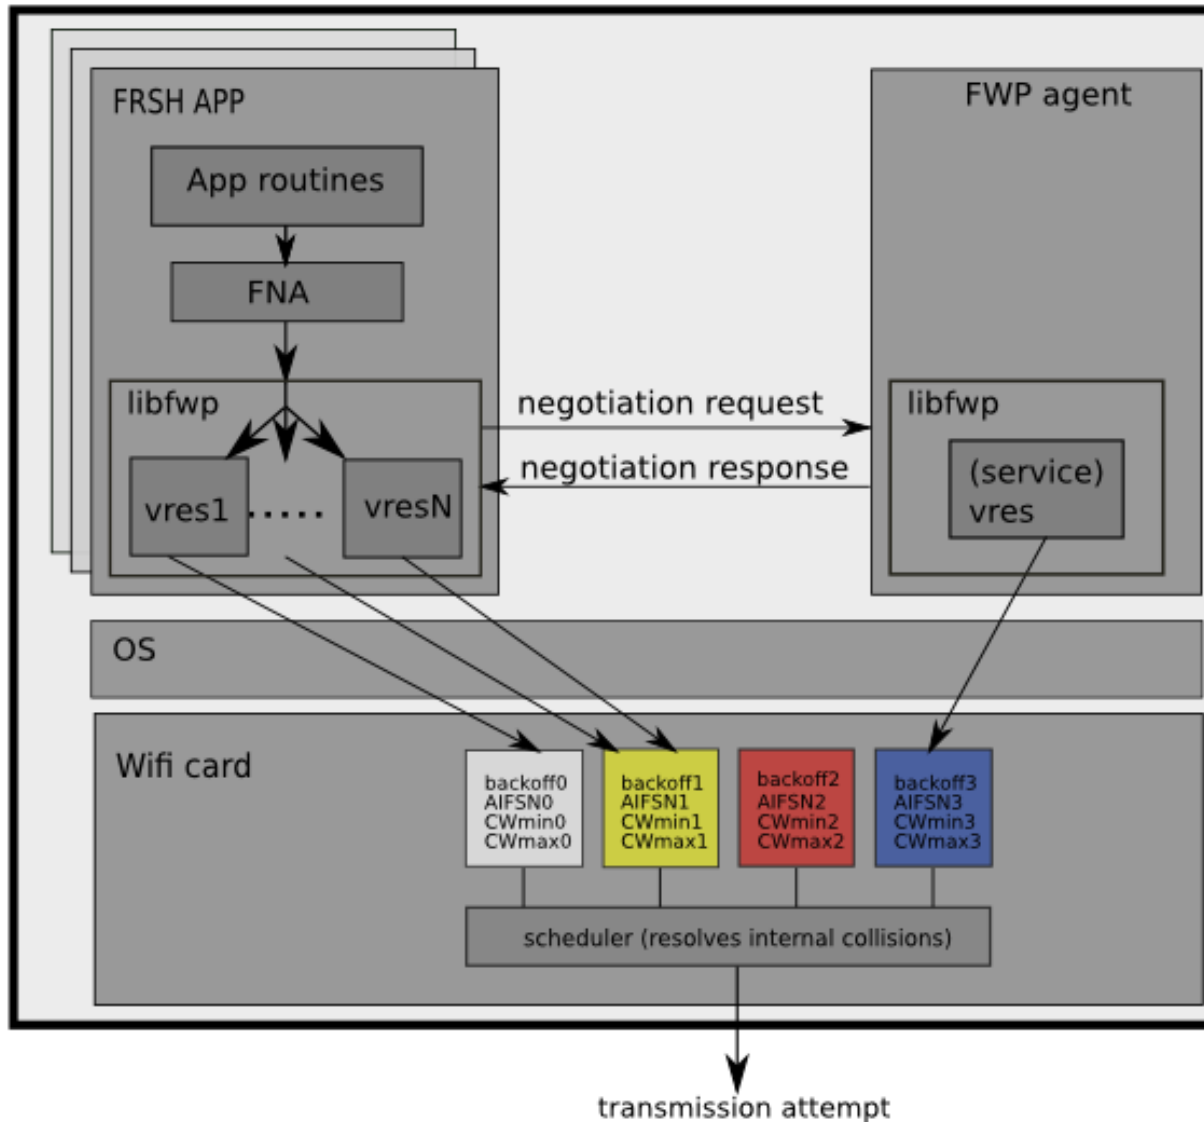 FRSH APP
FWP agent
App routines
FNA
libfwp
negotiation request
libfwp
negotiation response
(service)
vres
vres1
.....
vresN
OS
Wifi card
backoff0
AIFSN0
CWmin0
CWmax0
backoff1
AIFSN1
CWmin1
CWmax1
backoff2
AIFSN2
CWmin2
CWmax2
backoff3
AIFSN3
CWmin3
CWmax3
scheduler (resolves internal collisions)
transmission attempt